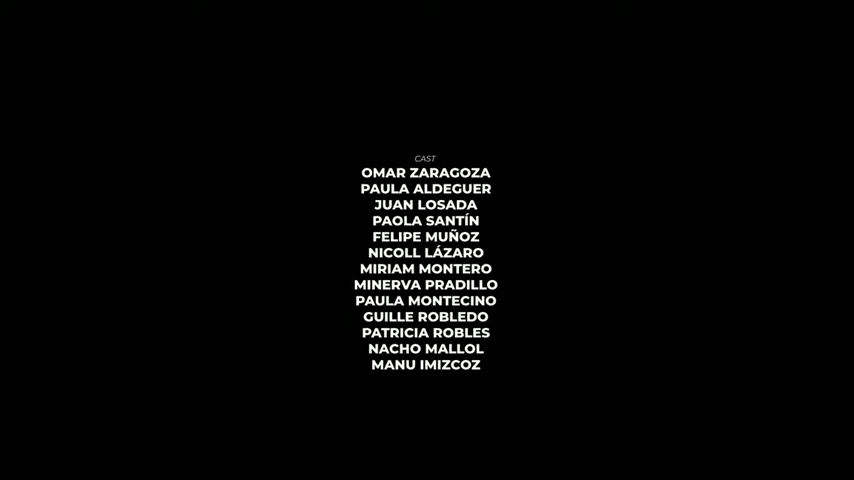 CAST
OMAR ZARAGOZA
PAULA ALDEGUER
JUAN LOSADA
PAOLA SANTÍN
FELIPE MUÑOZ
NICOLL LÁZARO
MIRIAM MONTERO
MINERVA PRADILLO
PAULA MONTECINO
GUILLE ROBLEDO
PATRICIA ROBLES
NACHO MALLOL
MANU IMIZCOZ